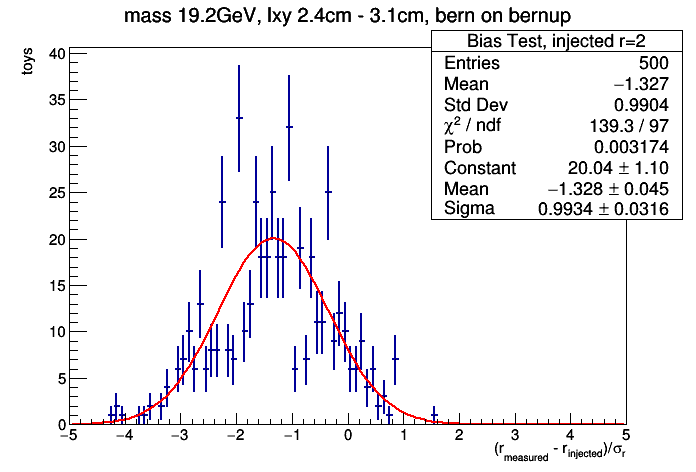 mass 19.2GeV, lxy 2.4cm - 3.1cm, bern on bernup
Bias Test, injected r=2
Entries 500
Mean −1.327
Std Dev 0.9904
χ² / ndf 139.3 / 97
Prob 0.003174
Constant 20.04 ± 1.10
Mean −1.328 ± 0.045
Sigma 0.9934 ± 0.0316
toys
40
35
30
25
20
15
10
5
0
−5 −4 −3 −2 −1 0 1 2 3 4 5
(r_measured - r_injected)/σ_r